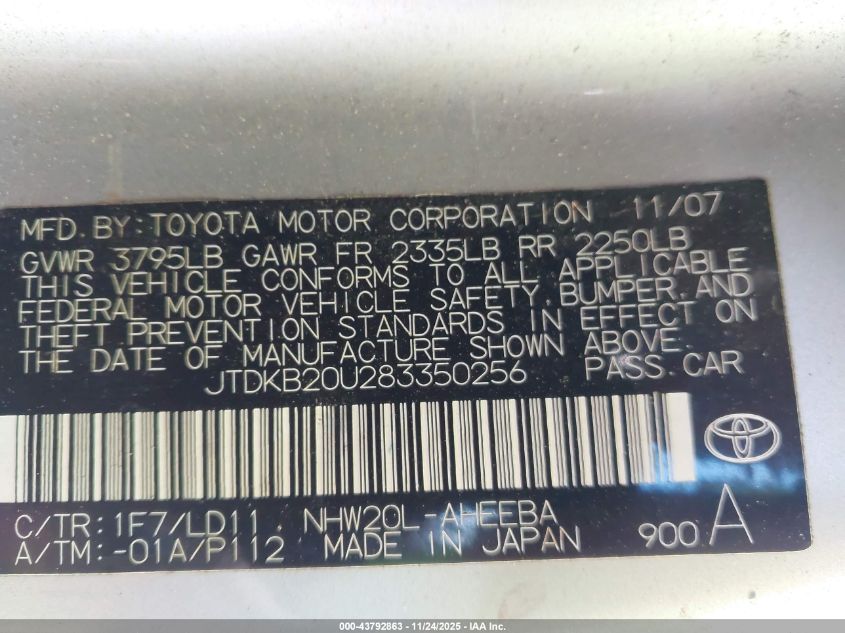 MFD. BY: TOYOTA MOTOR CORPORATION 11/07
GVWR 3795LB GAWR FR 2335LB RR 2250LB
THIS VEHICLE CONFORMS TO ALL APPLICABLE
FEDERAL MOTOR VEHICLE SAFETY, BUMPER, AND
THEFT PREVENTION STANDARDS IN EFFECT ON
THE DATE OF MANUFACTURE SHOWN ABOVE.
JTDKB20U283350256 PASS. CAR
C/TR: 1F7/LD11 NHW20L-AHEEBA
A/TM: -01A/P112 MADE IN JAPAN 900 A
000-43792863 - 11/24/2025 - IAA Inc.